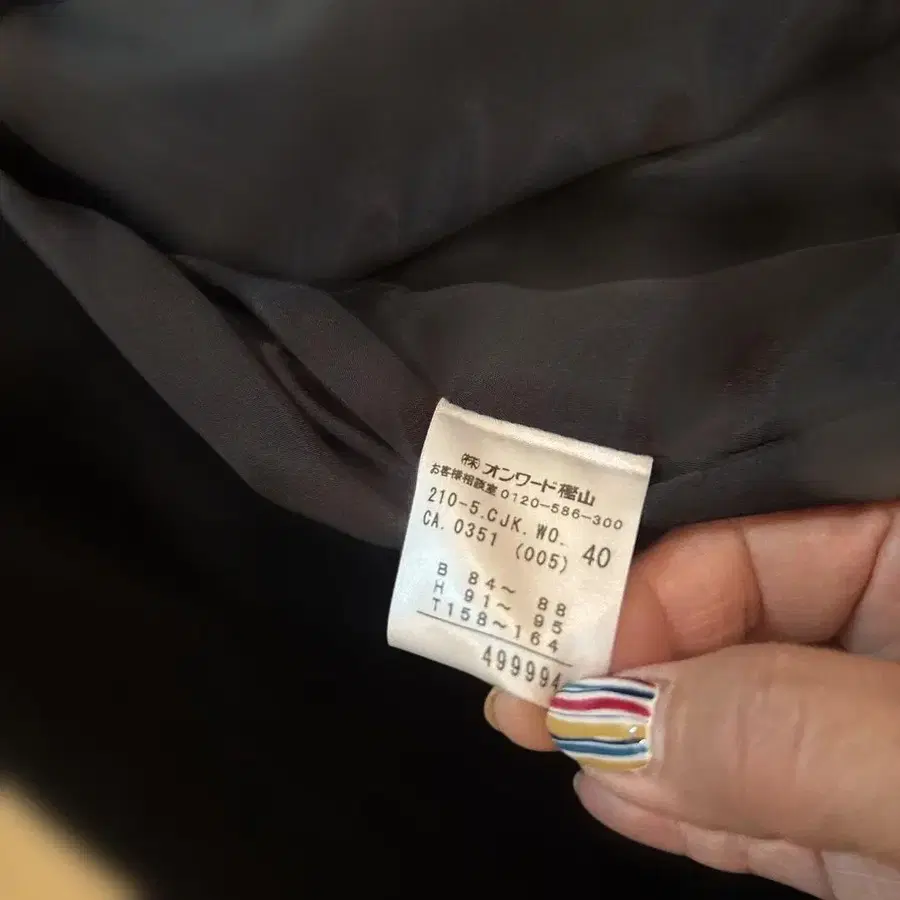 (株)オンワード樫山
お客様相談室 0120-586-300
210-5.CJK.WO. 40
CA. 0351 (005)
B 84～ 88
H 91～ 95
T158～164
499994